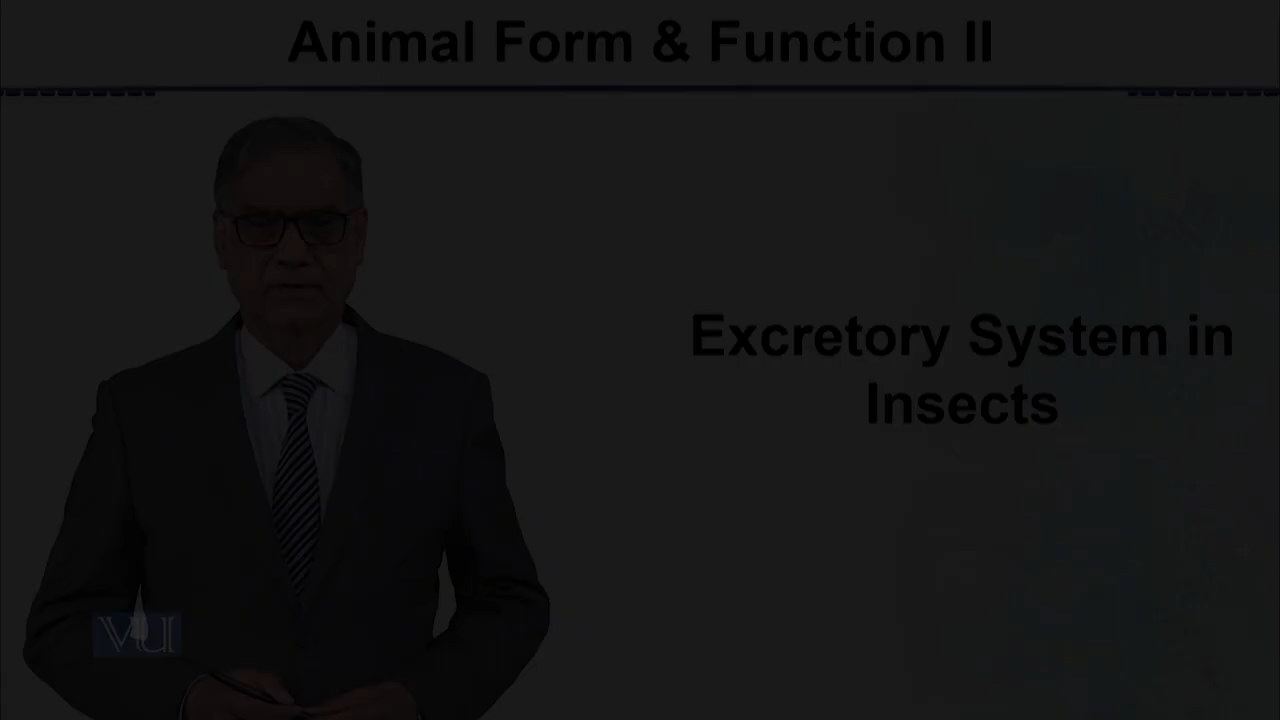 Animal Form & Function II
Excretory System in
Insects
VU